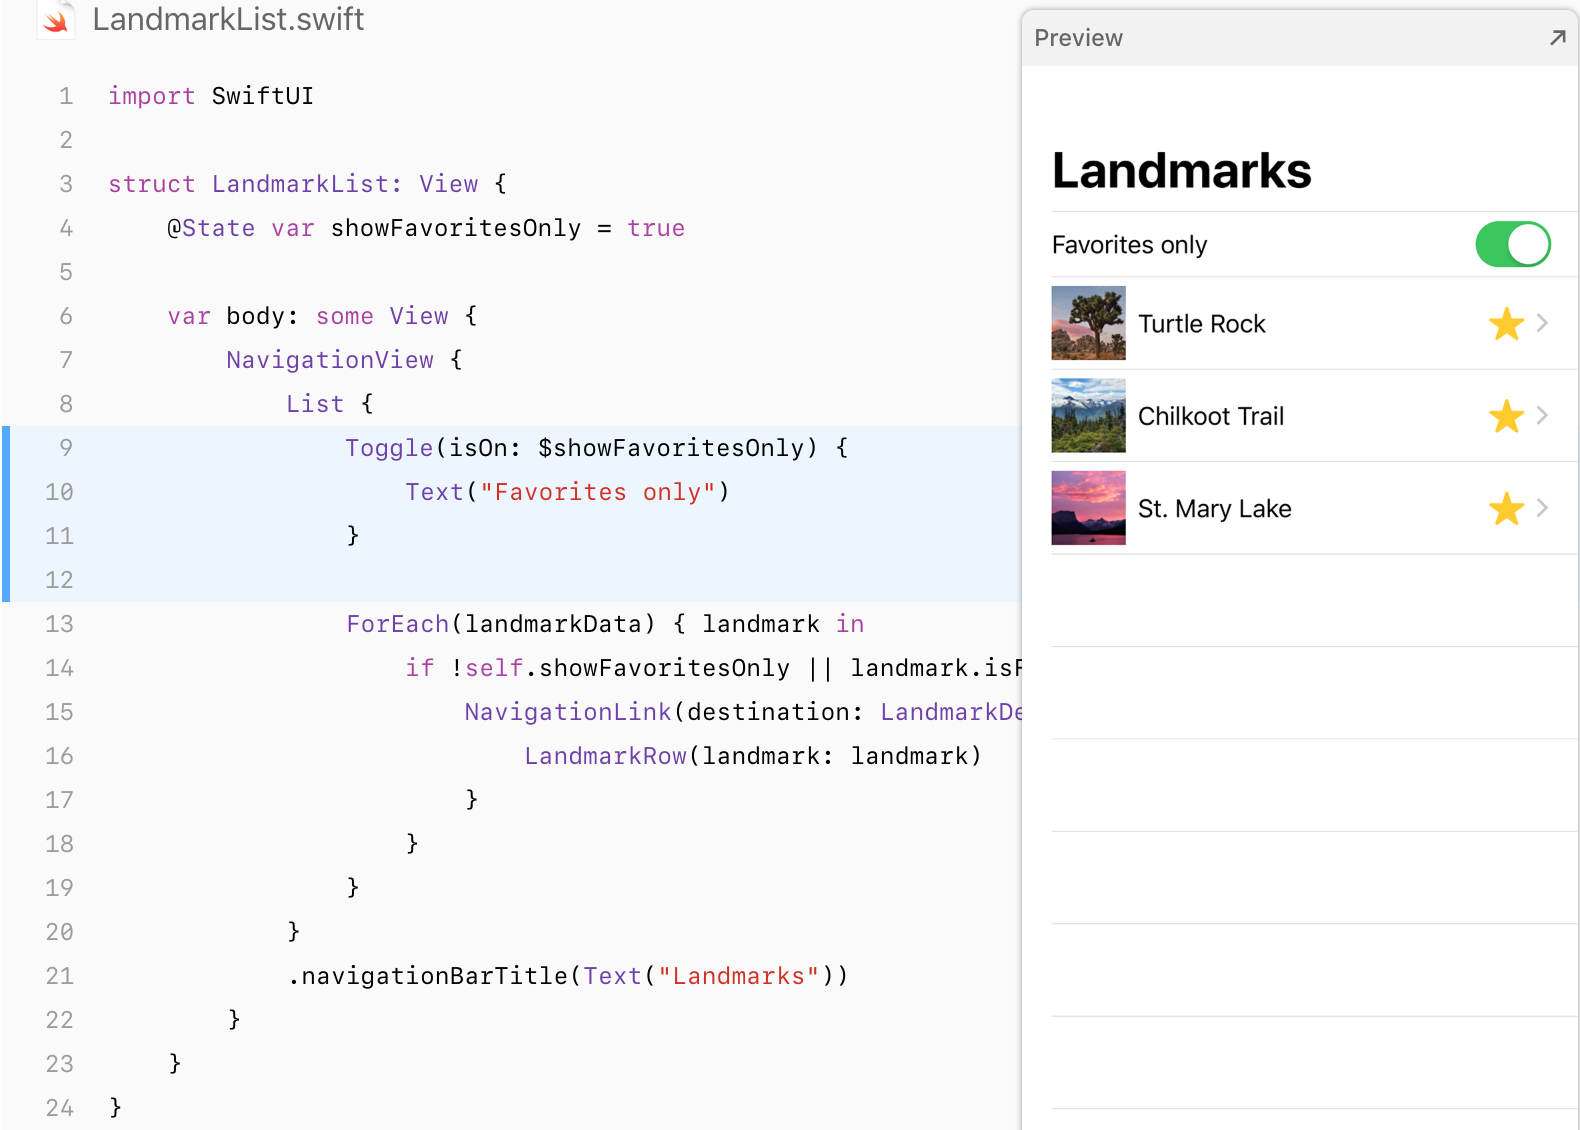 LandmarkList.swift
1 import SwiftUI
2
3 struct LandmarkList: View {
4 @State var showFavoritesOnly = true
5
6 var body: some View {
7 NavigationView {
8 List {
9 Toggle(isOn: $showFavoritesOnly) {
10 Text("Favorites only")
11 }
12
13 ForEach(landmarkData) { landmark in
14 if !self.showFavoritesOnly || landmark.isF
15 NavigationLink(destination: LandmarkDe
16 LandmarkRow(landmark: landmark)
17 }
18 }
19 }
20 }
21 .navigationBarTitle(Text("Landmarks"))
22 }
23 }
24 }
Preview
Landmarks
Favorites only
Turtle Rock
Chilkoot Trail
St. Mary Lake